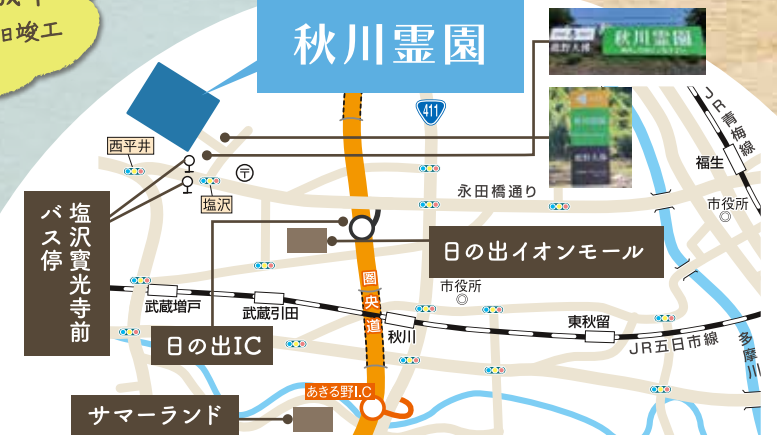 日竣工
秋川霊園
秋川霊園
411
JR青梅線
福生
市役所
西平井
〒
塩沢
永田橋通り
塩沢寳光寺前
バス停
日の出イオンモール
圏央道
市役所
武蔵増戸
武蔵引田
秋川
東秋留
JR五日市線
多摩川
日の出IC
あきる野I.C
サマーランド